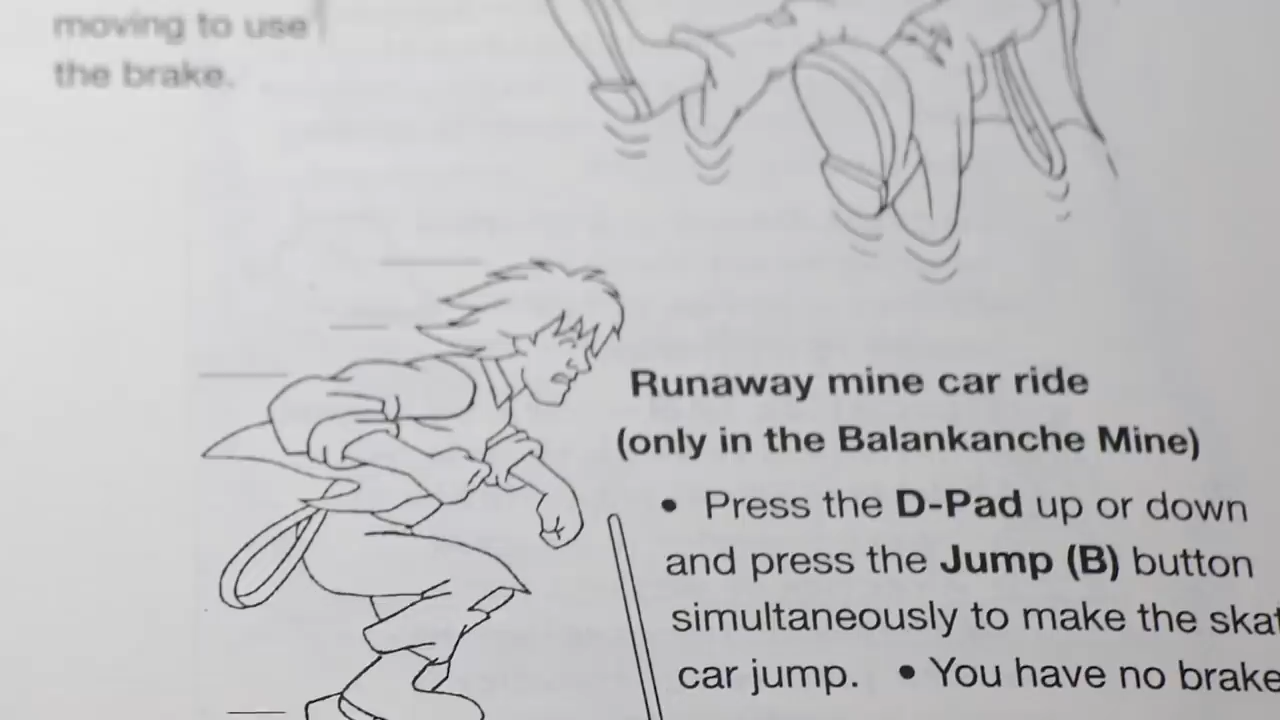 moving to use
the brake.
Runaway mine car ride
(only in the Balankanche Mine)
• Press the D-Pad up or down
and press the Jump (B) button
simultaneously to make the
car jump. • You have no